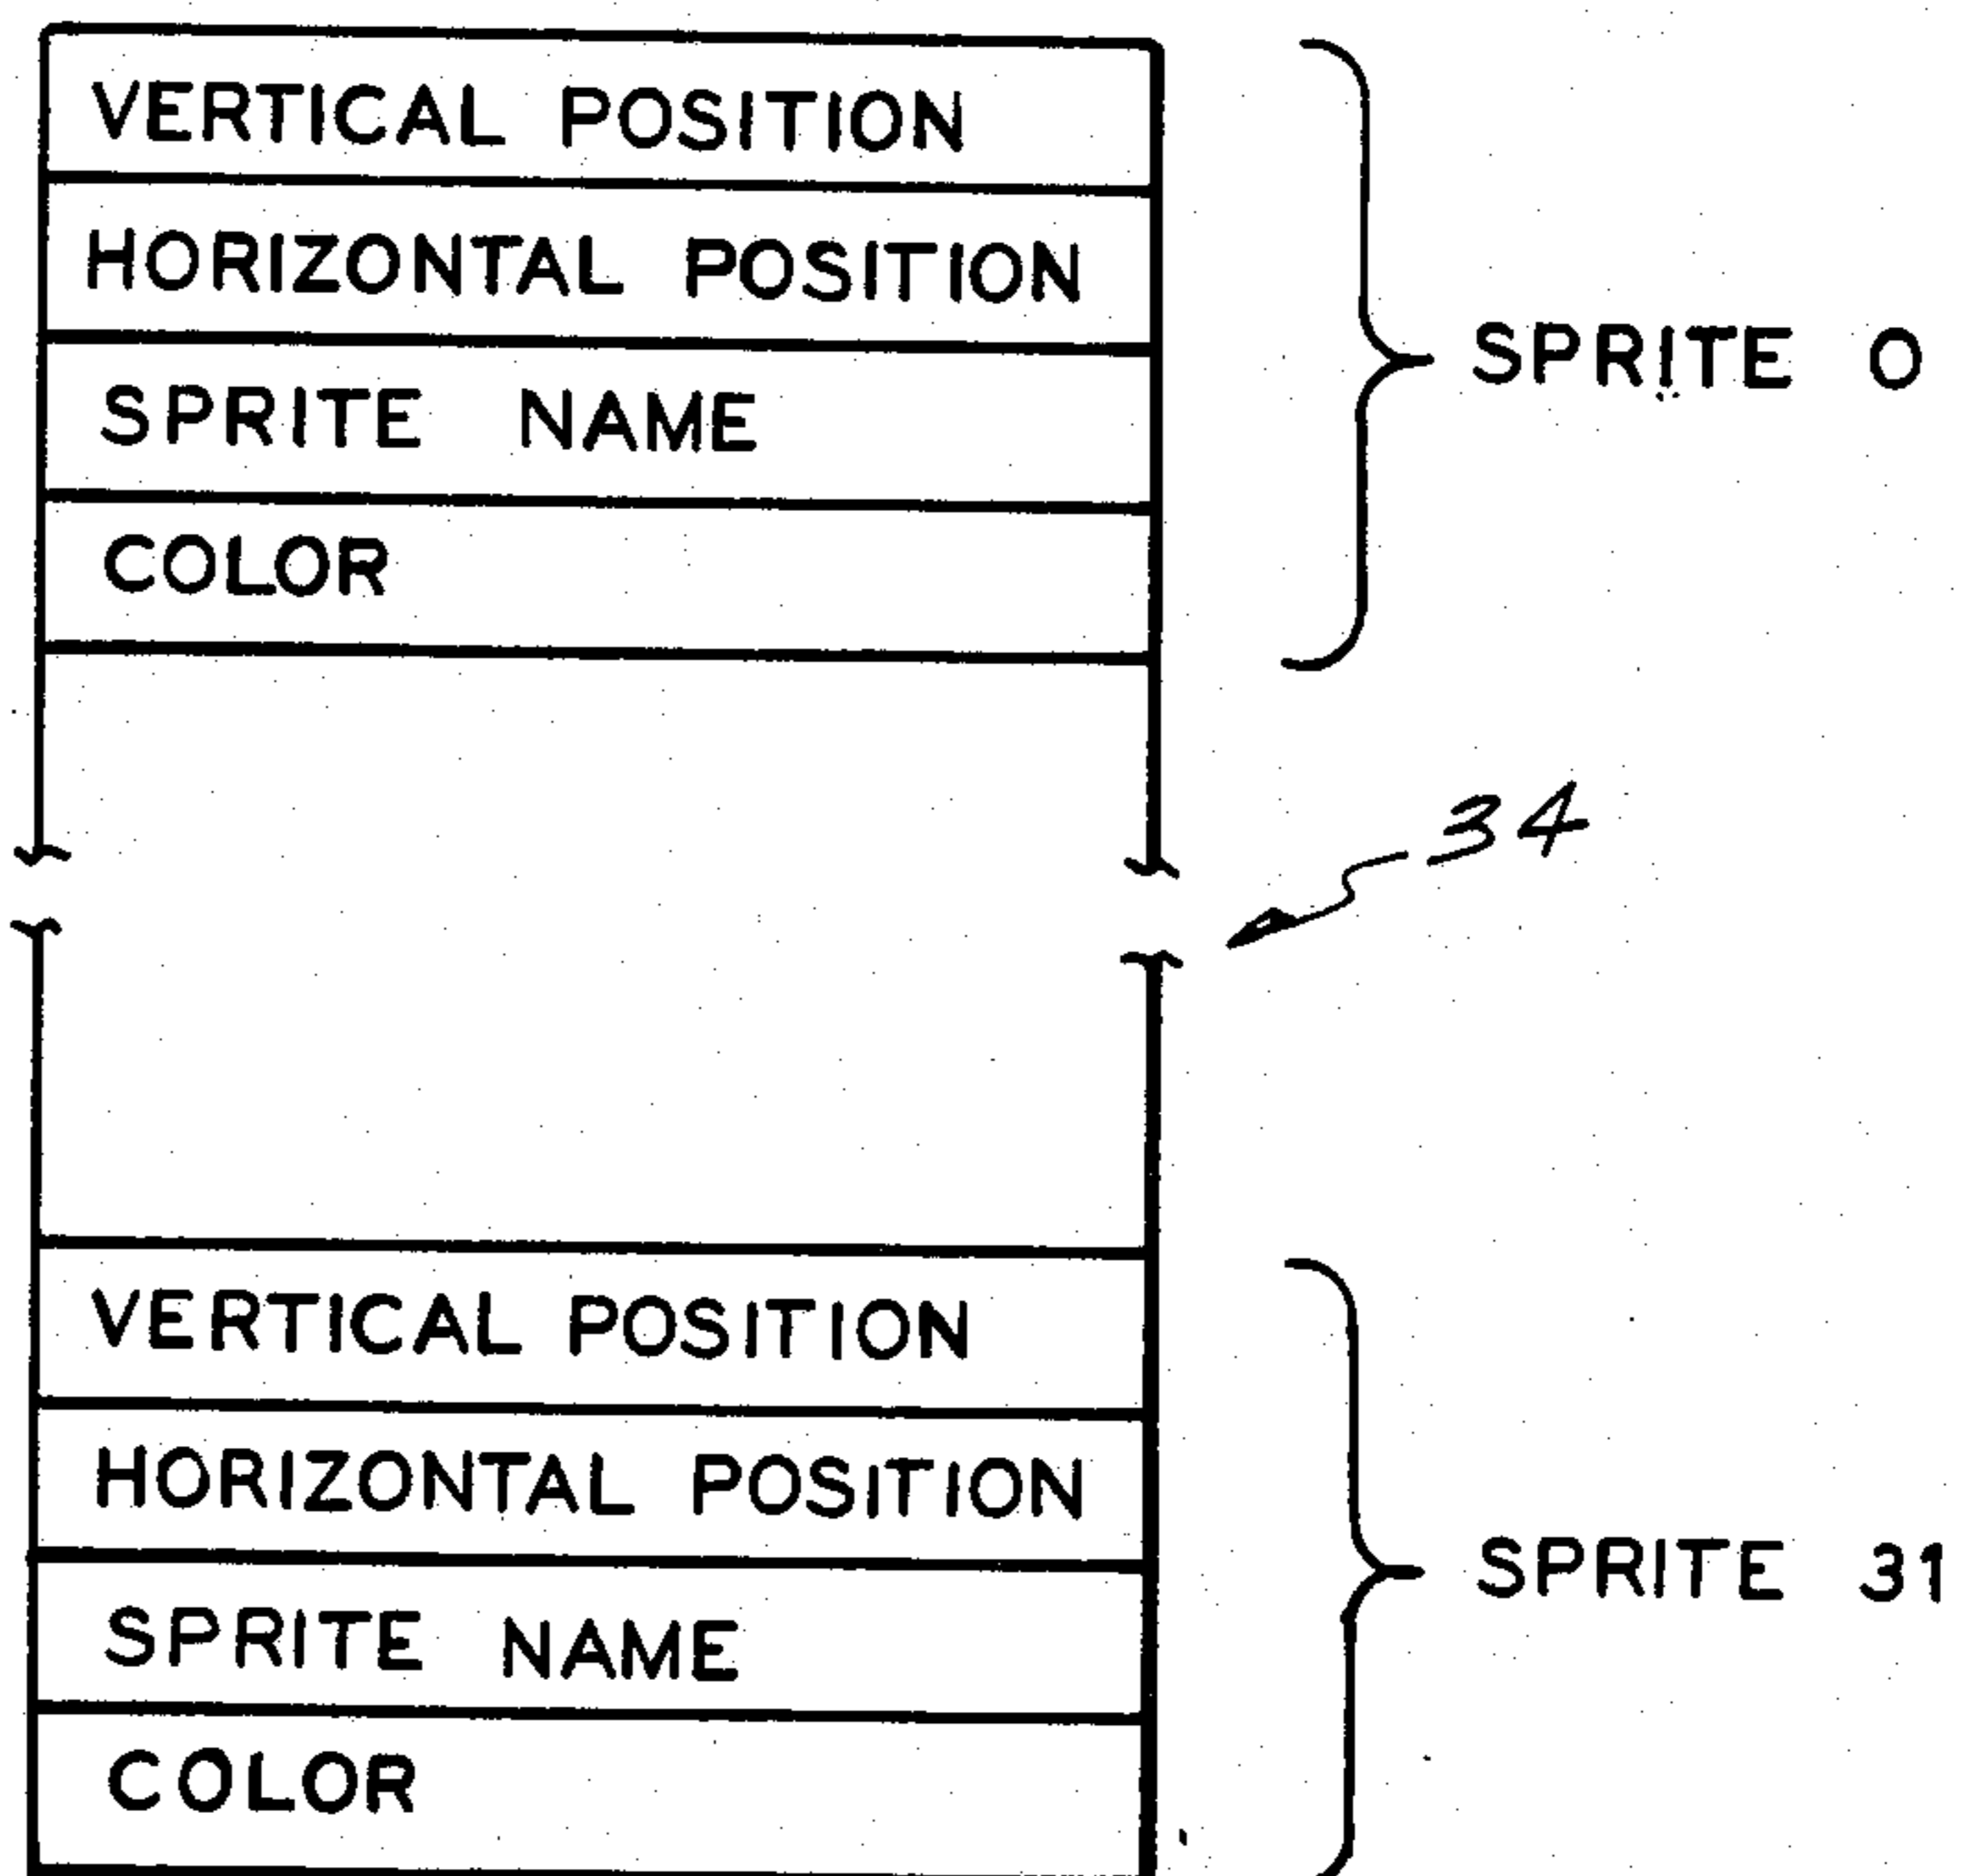 VERTICAL POSITION
HORIZONTAL POSITION
SPRITE 0
SPRITE NAME
COLOR
34
VERTICAL POSITION
HORIZONTAL POSITION
SPRITE 31
SPRITE NAME
COLOR